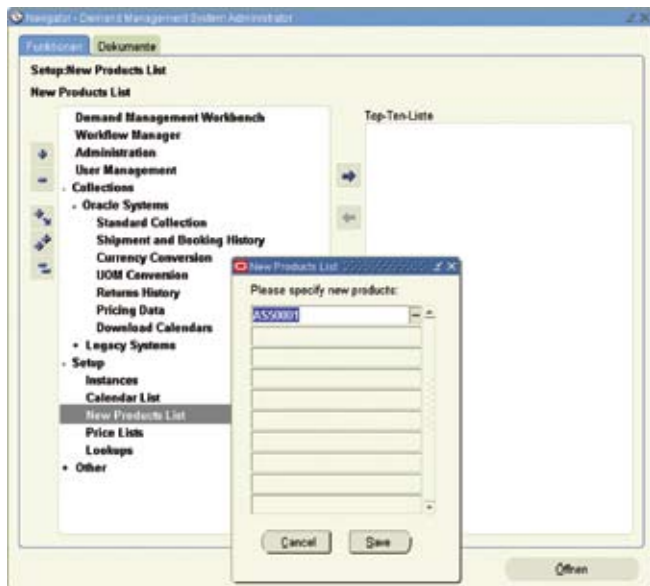 Navigator - Demand Management System Administrator
Funktionen
Dokumente
Setup:New Products List
New Products List
Demand Management Workbench
Workflow Manager
Administration
User Management
- Collections
- Oracle Systems
Standard Collection
Shipment and Booking History
Currency Conversion
UOM Conversion
Returns History
Pricing Data
Download Calendars
+ Legacy Systems
- Setup
Instances
Calendar List
New Products List
Price Lists
Lookups
+ Other
Top-Ten-Liste
New Products List
Please specify new products:
AS50001
Cancel
Save
Öffnen